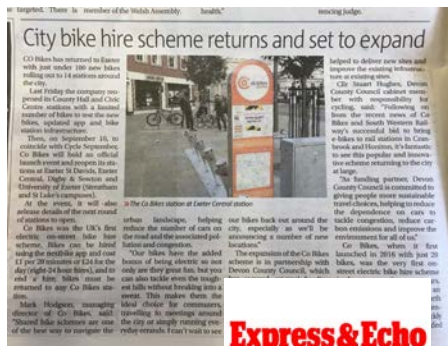 targeted. There is member of the Welsh Assembly.
health,"
rencing judge.
City bike hire scheme returns and set to expand
CO Bikes has returned to Exeter
with just under 100 new bikes
rolling out to 14 stations around
the city.
Last Friday the company reo-
pened its County Hall and Civic
Centre stations with a limited
number of bikes to test the new
bikes, updated app and bike
station infrastructure.
Then, on September 10, to
coincide with Cycle September,
Co Bikes will hold an official
launch event and reopen its sta-
tions at Exeter St Davids, Exeter
Central, Digby & Sowton and
University of Exeter (Streatham
and St Luke's campuses).
At the event, it will also
release details of the next round
of stations to open.
Co Bikes was the UK's first
electric on-street bike hire
scheme. Bikes can be hired
using the nextbike app and cost
£1 per 20 minutes or £24 for the
day (eight-24 hour hires), and to
end a hire, bikes must be
returned to any Co Bikes sta-
tion.
Mark Hodgson, managing
director of Co Bikes, said:
"Shared bike schemes are one
of the best way to navigate the
The Co Bikes station at Exeter Central station
urban landscape, helping
reduce the number of cars on
the road and the associated pol-
lution and congestion.
"Our bikes have the added
bonus of being electric so not
only are they great fun, but you
can also tackle even the tough-
est hills without breaking into a
sweat. This makes them the
ideal choice for commuters,
travelling to meetings around
the city or simply running eve-
ryday errands. I can't wait to see
our bikes back out around the
city, especially as we'll be
announcing a number of new
locations."
The expansion of the Co Bikes
scheme is in partnership with
Devon County Council, which
helped to deliver new sites and
improve the existing infrastruc-
ture at existing sites.
Cllr Stuart Hughes, Devon
County Council cabinet mem-
ber with responsibility for
cycling, said: "Following on
from the recent news of Co
Bikes and South Western Rail-
way's successful bid to bring
e-bikes to rail stations in Cran-
brook and Honiton, it's fantastic
to see this popular and innova-
tive scheme returning to the city
at large.
"As funding partner, Devon
County Council is committed to
giving people more sustainable
travel choices, helping to reduce
the dependence on cars to
tackle congestion, reduce car-
bon emissions and improve the
environment for all of us."
Co Bikes, when it first
launched in 2016 with just 20
bikes, was the very first on-
street electric bike hire scheme
Express&Echo